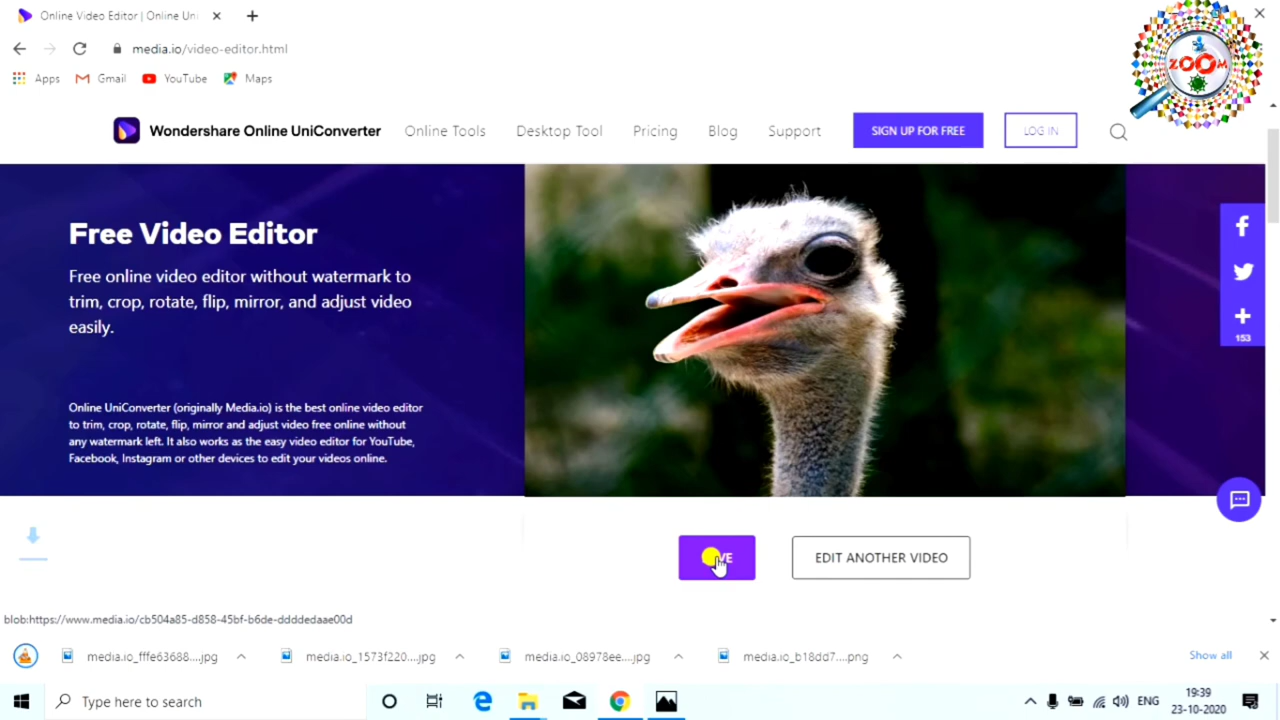 Online Video Editor | Online Uni
media.io/video-editor.html
Apps Gmail YouTube Maps
ZOOM
Wondershare Online UniConverter Online Tools Desktop Tool Pricing Blog Support SIGN UP FOR FREE LOG IN
Free Video Editor
Free online video editor without watermark to
trim, crop, rotate, flip, mirror, and adjust video
easily.
153
Online UniConverter (originally Media.io) is the best online video editor
to trim, crop, rotate, flip, mirror and adjust video free online without
any watermark left. It also works as the easy video editor for YouTube,
Facebook, Instagram or other devices to edit your videos online.
EDIT ANOTHER VIDEO
blob:https://www.media.io/cb504a85-d858-45bf-b6de-ddddedaae00d
media.io_fffe63688....jpg media.io_1573f220....jpg media.io_08978ee....jpg media.io_b18dd7....png Show all
Type here to search ENG 19:39
23-10-2020